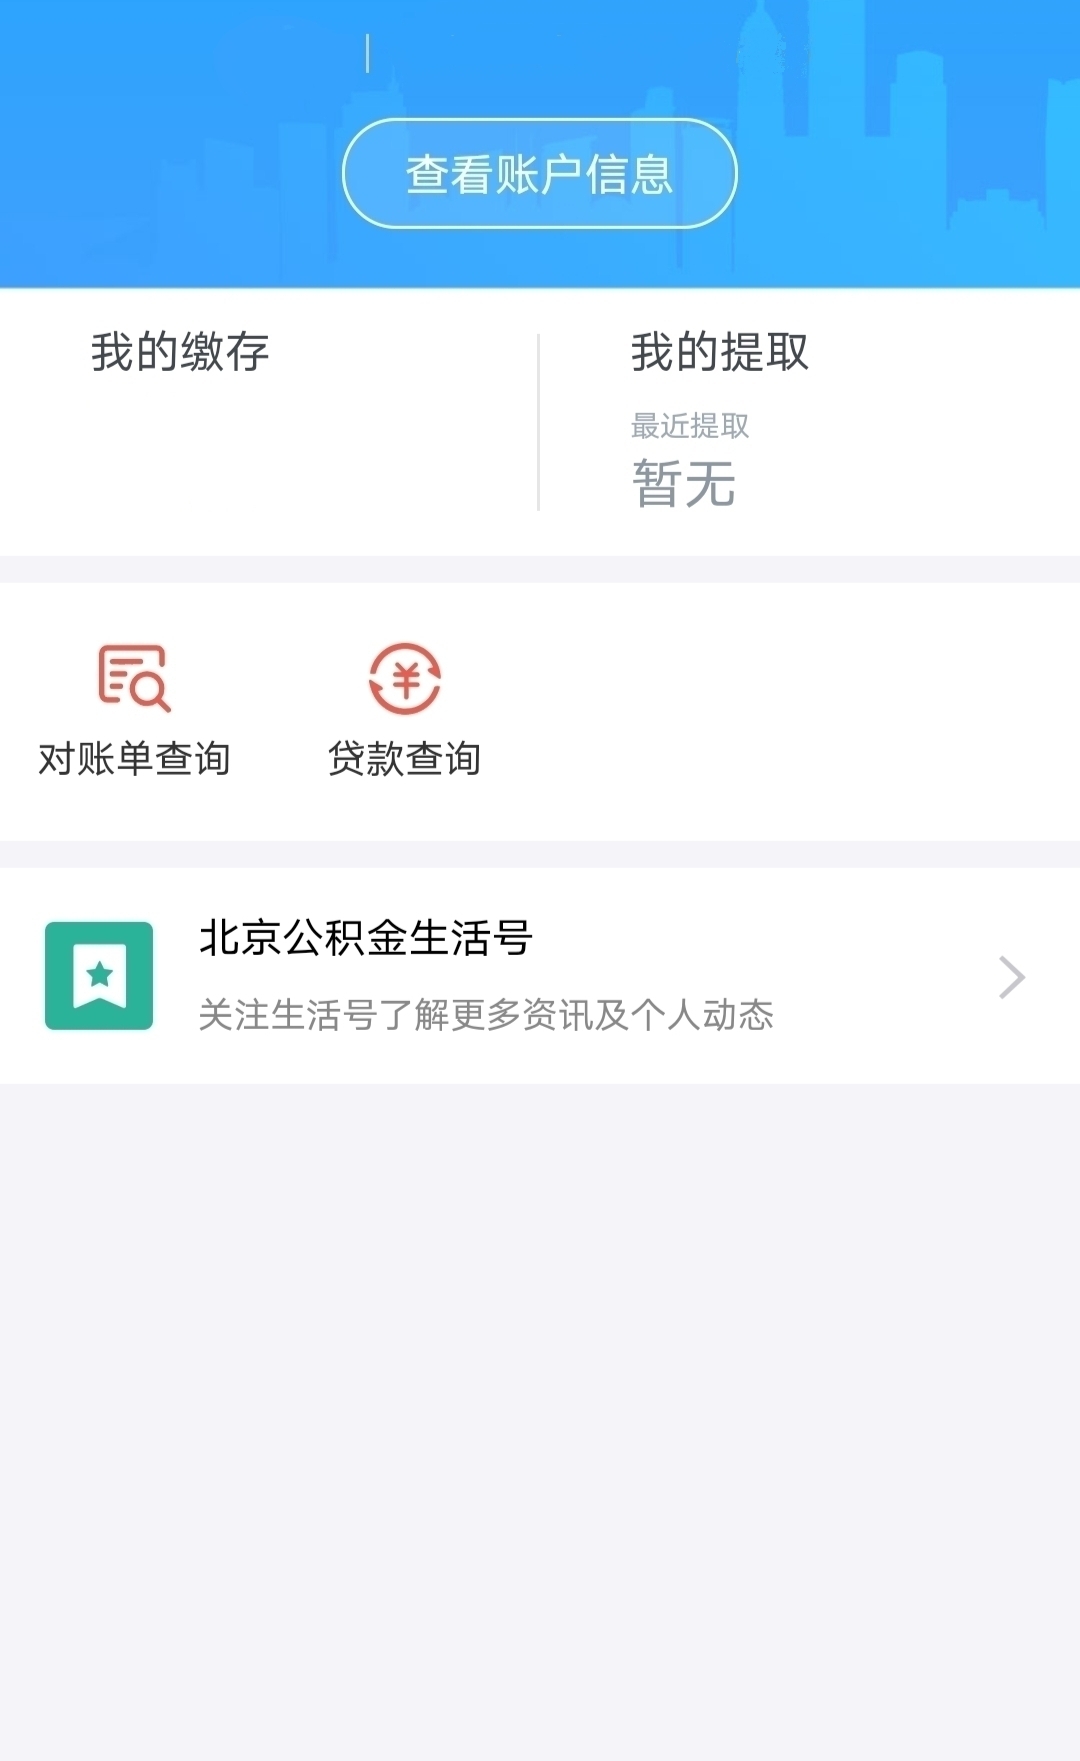 查看账户信息
我的缴存
我的提取
最近提取
暂无
对账单查询
贷款查询
北京公积金生活号
关注生活号了解更多资讯及个人动态